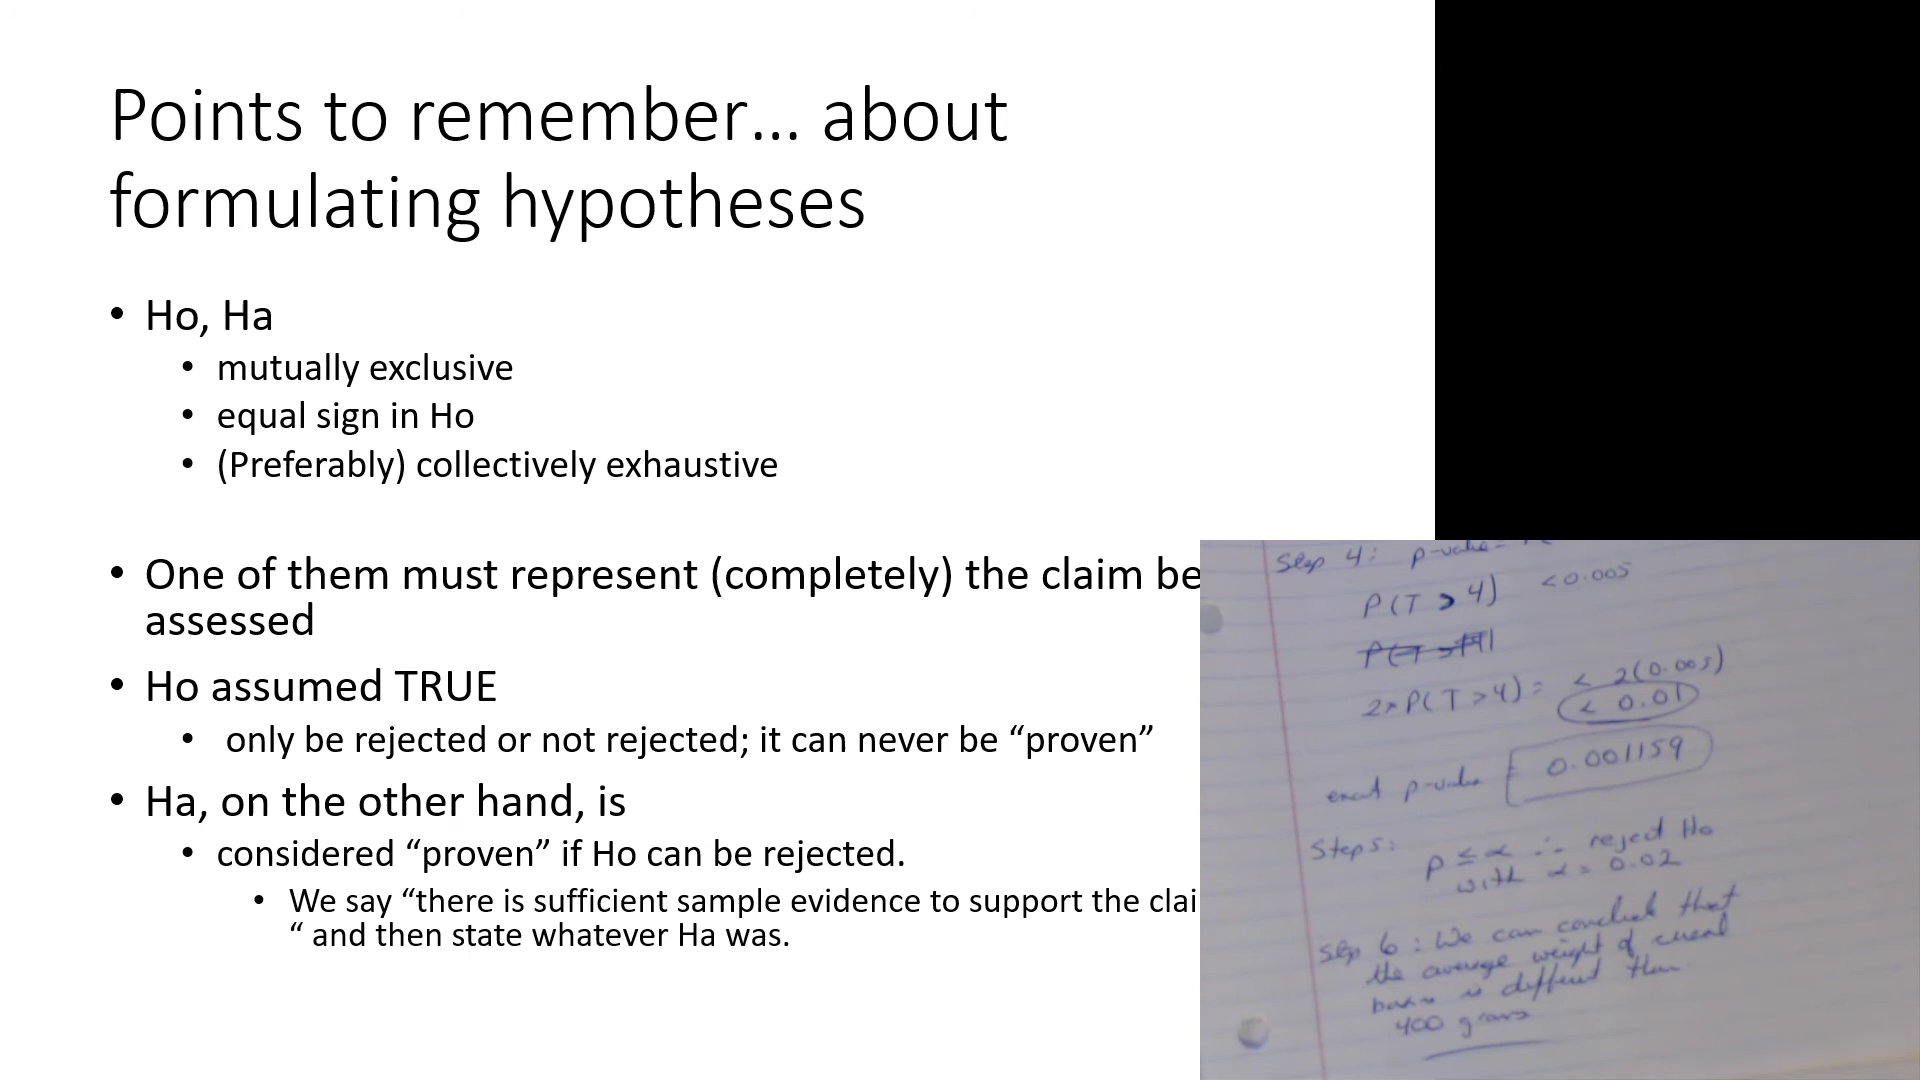 Points to remember… about
formulating hypotheses
• Ho, Ha
• mutually exclusive
• equal sign in Ho
• (Preferably) collectively exhaustive
• One of them must represent (completely) the claim be
assessed
• Ho assumed TRUE
• only be rejected or not rejected; it can never be “proven”
• Ha, on the other hand, is
• considered “proven” if Ho can be rejected.
• We say “there is sufficient sample evidence to support the clai
“ and then state whatever Ha was.
Step 4: p-value=
P(T > 4) < 0.005
2*P(T > 4) = < 2(0.005)
< 0.01
exact p-value = 0.001159
Step 5:
p ≤ α ∴ reject Ho
with α = 0.02
Step 6: We can conclude that
the average weight of cereal
boxes is different than
400 grams